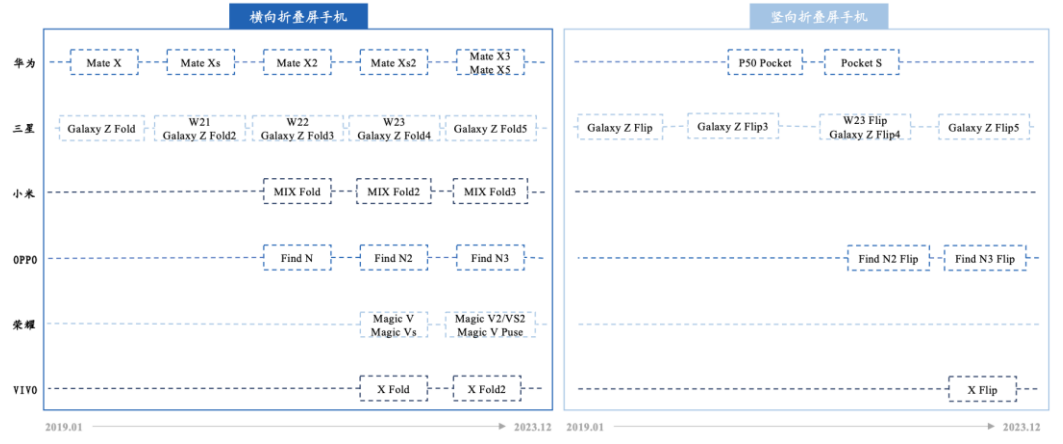 横向折叠屏手机
竖向折叠屏手机
华为
Mate X
Mate Xs
Mate X2
Mate Xs2
Mate X3
Mate X5
P50 Pocket
Pocket S
三星
Galaxy Z Fold
W21
Galaxy Z Fold2
W22
Galaxy Z Fold3
W23
Galaxy Z Fold4
Galaxy Z Fold5
Galaxy Z Flip
Galaxy Z Flip3
W23 Flip
Galaxy Z Flip4
Galaxy Z Flip5
小米
MIX Fold
MIX Fold2
MIX Fold3
OPPO
Find N
Find N2
Find N3
Find N2 Flip
Find N3 Flip
荣耀
Magic V
Magic Vs
Magic V2/VS2
Magic V Puse
VIVO
X Fold
X Fold2
X Flip
2019.01
2023.12
2019.01
2023.12